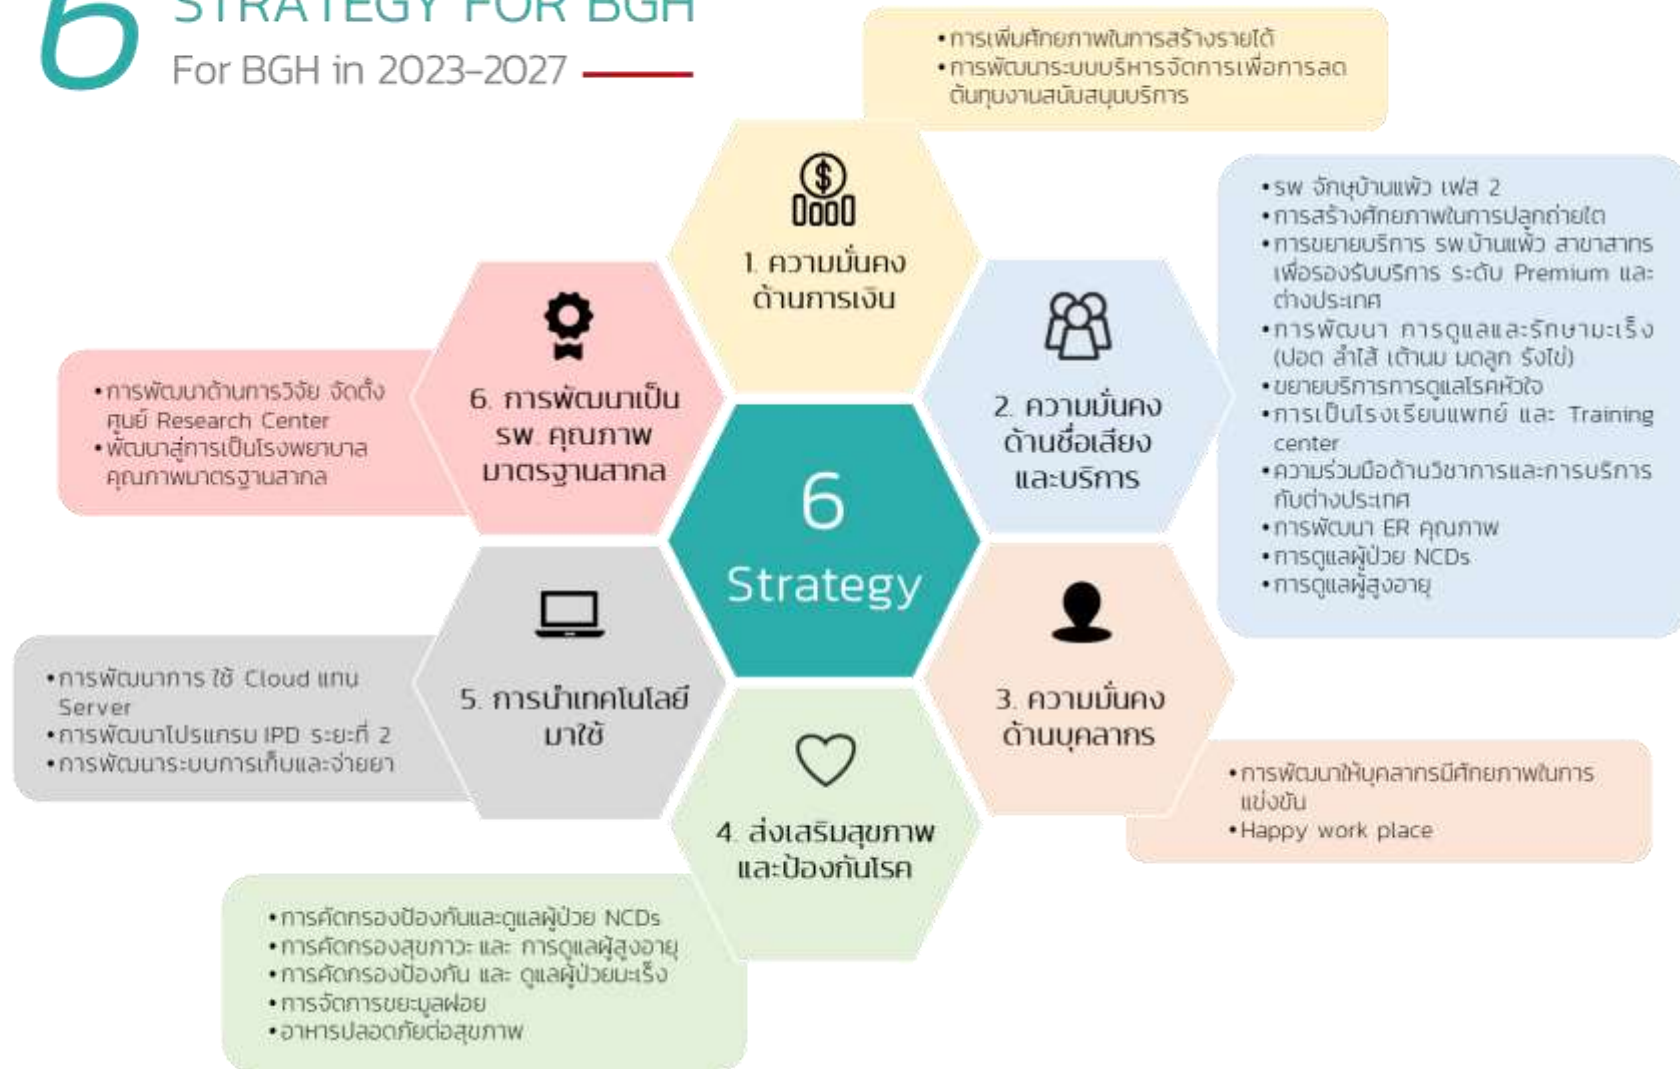 6 STRATEGY FOR BGH
For BGH in 2023-2027
•การเพิ่มศักยภาพในการสร้างรายได้
•การพัฒนาระบบบริหารจัดการเพื่อการลด
ต้นทุนงานสนับสนุนบริการ
1. ความมั่นคง
ด้านการเงิน
•รพ จักษุบ้านแพ้ว เฟส 2
•การสร้างศักยภาพในการปลูกถ่ายไต
•การขยายบริการ รพ.บ้านแพ้ว สาขาสาทร
เพื่อรองรับบริการ ระดับ Premium และ
ต่างประเทศ
•การพัฒนา การดูแลและรักษามะเร็ง
(ปอด ลำไส้ เต้านม มดลูก รังไข่)
•ขยายบริการการดูแลโรคหัวใจ
•การเป็นโรงเรียนแพทย์ และ Training
center
•ความร่วมมือด้านวิชาการและการบริการ
กับต่างประเทศ
•การพัฒนา ER คุณภาพ
•การดูแลผู้ป่วย NCDs
•การดูแลผู้สูงอายุ
2. ความมั่นคง
ด้านชื่อเสียง
และบริการ
6. การพัฒนาเป็น
รพ. คุณภาพ
มาตรฐานสากล
•การพัฒนาด้านการวิจัย จัดตั้ง
ศูนย์ Research Center
•พัฒนาสู่การเป็นโรงพยาบาล
คุณภาพมาตรฐานสากล
6
Strategy
5. การนำเทคโนโลยี
มาใช้
•การพัฒนาการ ใช้ Cloud แทน
Server
•การพัฒนาโปรแกรม IPD ระยะที่ 2
•การพัฒนาระบบการเก็บและจ่ายยา
3. ความมั่นคง
ด้านบุคลากร
•การพัฒนาให้บุคลากรมีศักยภาพในการ
แข่งขัน
•Happy work place
4. ส่งเสริมสุขภาพ
และป้องกันโรค
•การคัดกรองป้องกันและดูแลผู้ป่วย NCDs
•การคัดกรองสุขภาวะ และ การดูแลผู้สูงอายุ
•การคัดกรองป้องกัน และ ดูแลผู้ป่วยมะเร็ง
•การจัดการขยะมูลฝอย
•อาหารปลอดภัยต่อสุขภาพ